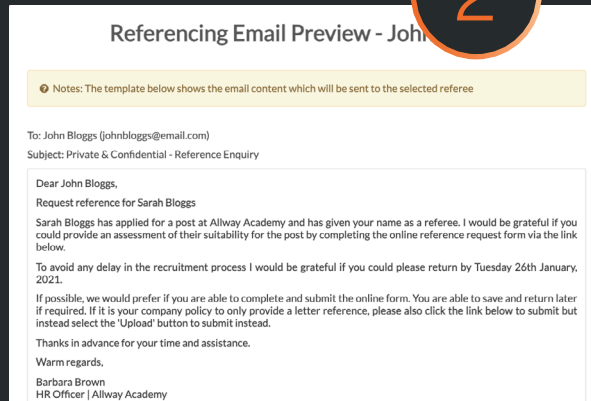 2
Referencing Email Preview - Joh
Notes: The template below shows the email content which will be sent to the selected referee
To: John Bloggs (johnbloggs@email.com)
Subject: Private & Confidential - Reference Enquiry
Dear John Bloggs,
Request reference for Sarah Bloggs
Sarah Bloggs has applied for a post at Allway Academy and has given your name as a referee. I would be grateful if you
could provide an assessment of their suitability for the post by completing the online reference request form via the link
below.
To avoid any delay in the recruitment process I would be grateful if you could please return by Tuesday 26th January,
2021.
If possible, we would prefer if you are able to complete and submit the online form. You are able to save and return later
if required. If it is your company policy to only provide a letter reference, please also click the link below to submit but
instead select the 'Upload' button to submit instead.
Thanks in advance for your time and assistance.
Warm regards,
Barbara Brown
HR Officer | Allway Academy